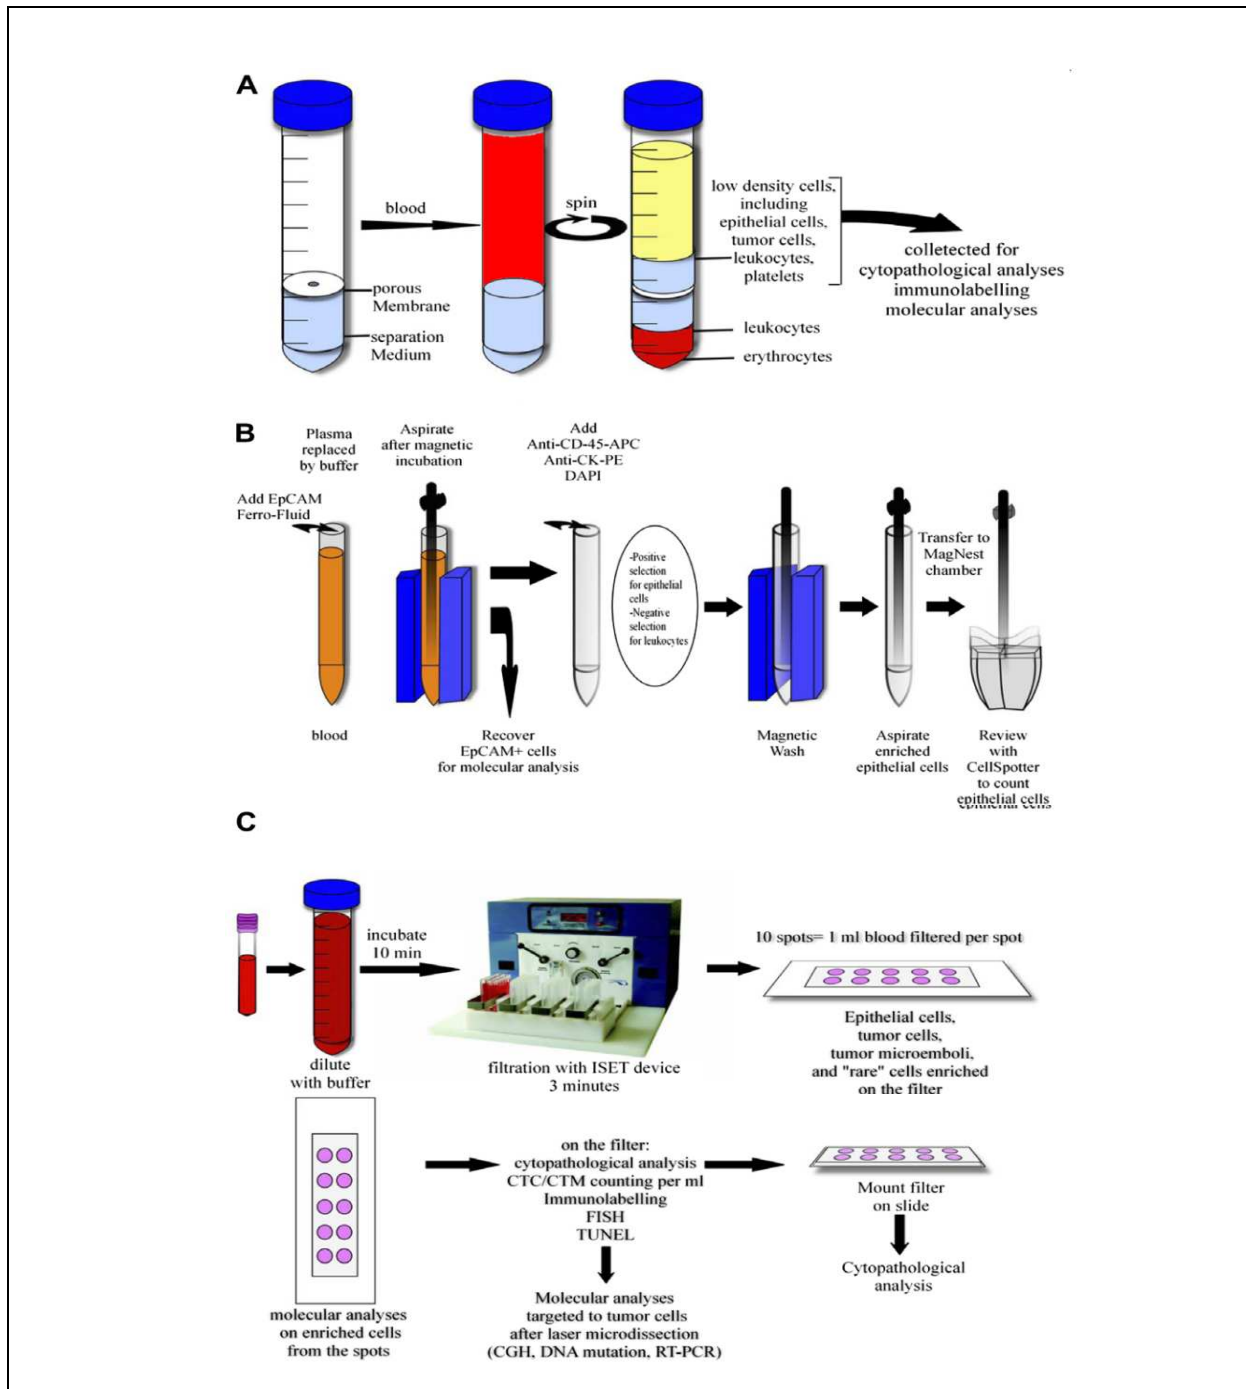 A
blood
spin
porous
Membrane
separation
Medium
low density cells,
including
epithelial cells,
tumor cells,
leukocytes,
platelets
leukocytes
erythrocytes
colletected for
cytopathological analyses
immunolabelling
molecular analyses
B
Plasma
replaced
by buffer
Add EpCAM
Ferro-Fluid
blood
Aspirate
after magnetic
incubation
Recover
EpCAM+ cells
for molecular analysis
Add
Anti-CD-45-APC
Anti-CK-PE
DAPI
-Positive
selection
for epithelial
cells
-Negative
selection
for leukocytes
Magnetic
Wash
Aspirate
enriched
epithelial cells
Transfer to
MagNest
chamber
Review
with
CellSpotter
to count
epithelial cells
C
dilute
with buffer
incubate
10 min
filtration with ISET device
3 minutes
10 spots= 1 ml blood filtered per spot
Epithelial cells,
tumor cells,
tumor microemboli,
and "rare" cells enriched
on the filter
molecular analyses
on enriched cells
from the spots
on the filter:
cytopathological analysis
CTC/CTM counting per ml
Immunolabelling
FISH
TUNEL
Molecular analyses
targeted to tumor cells
after laser microdissection
(CGH, DNA mutation, RT-PCR)
Mount filter
on slide
Cytopathological
analysis